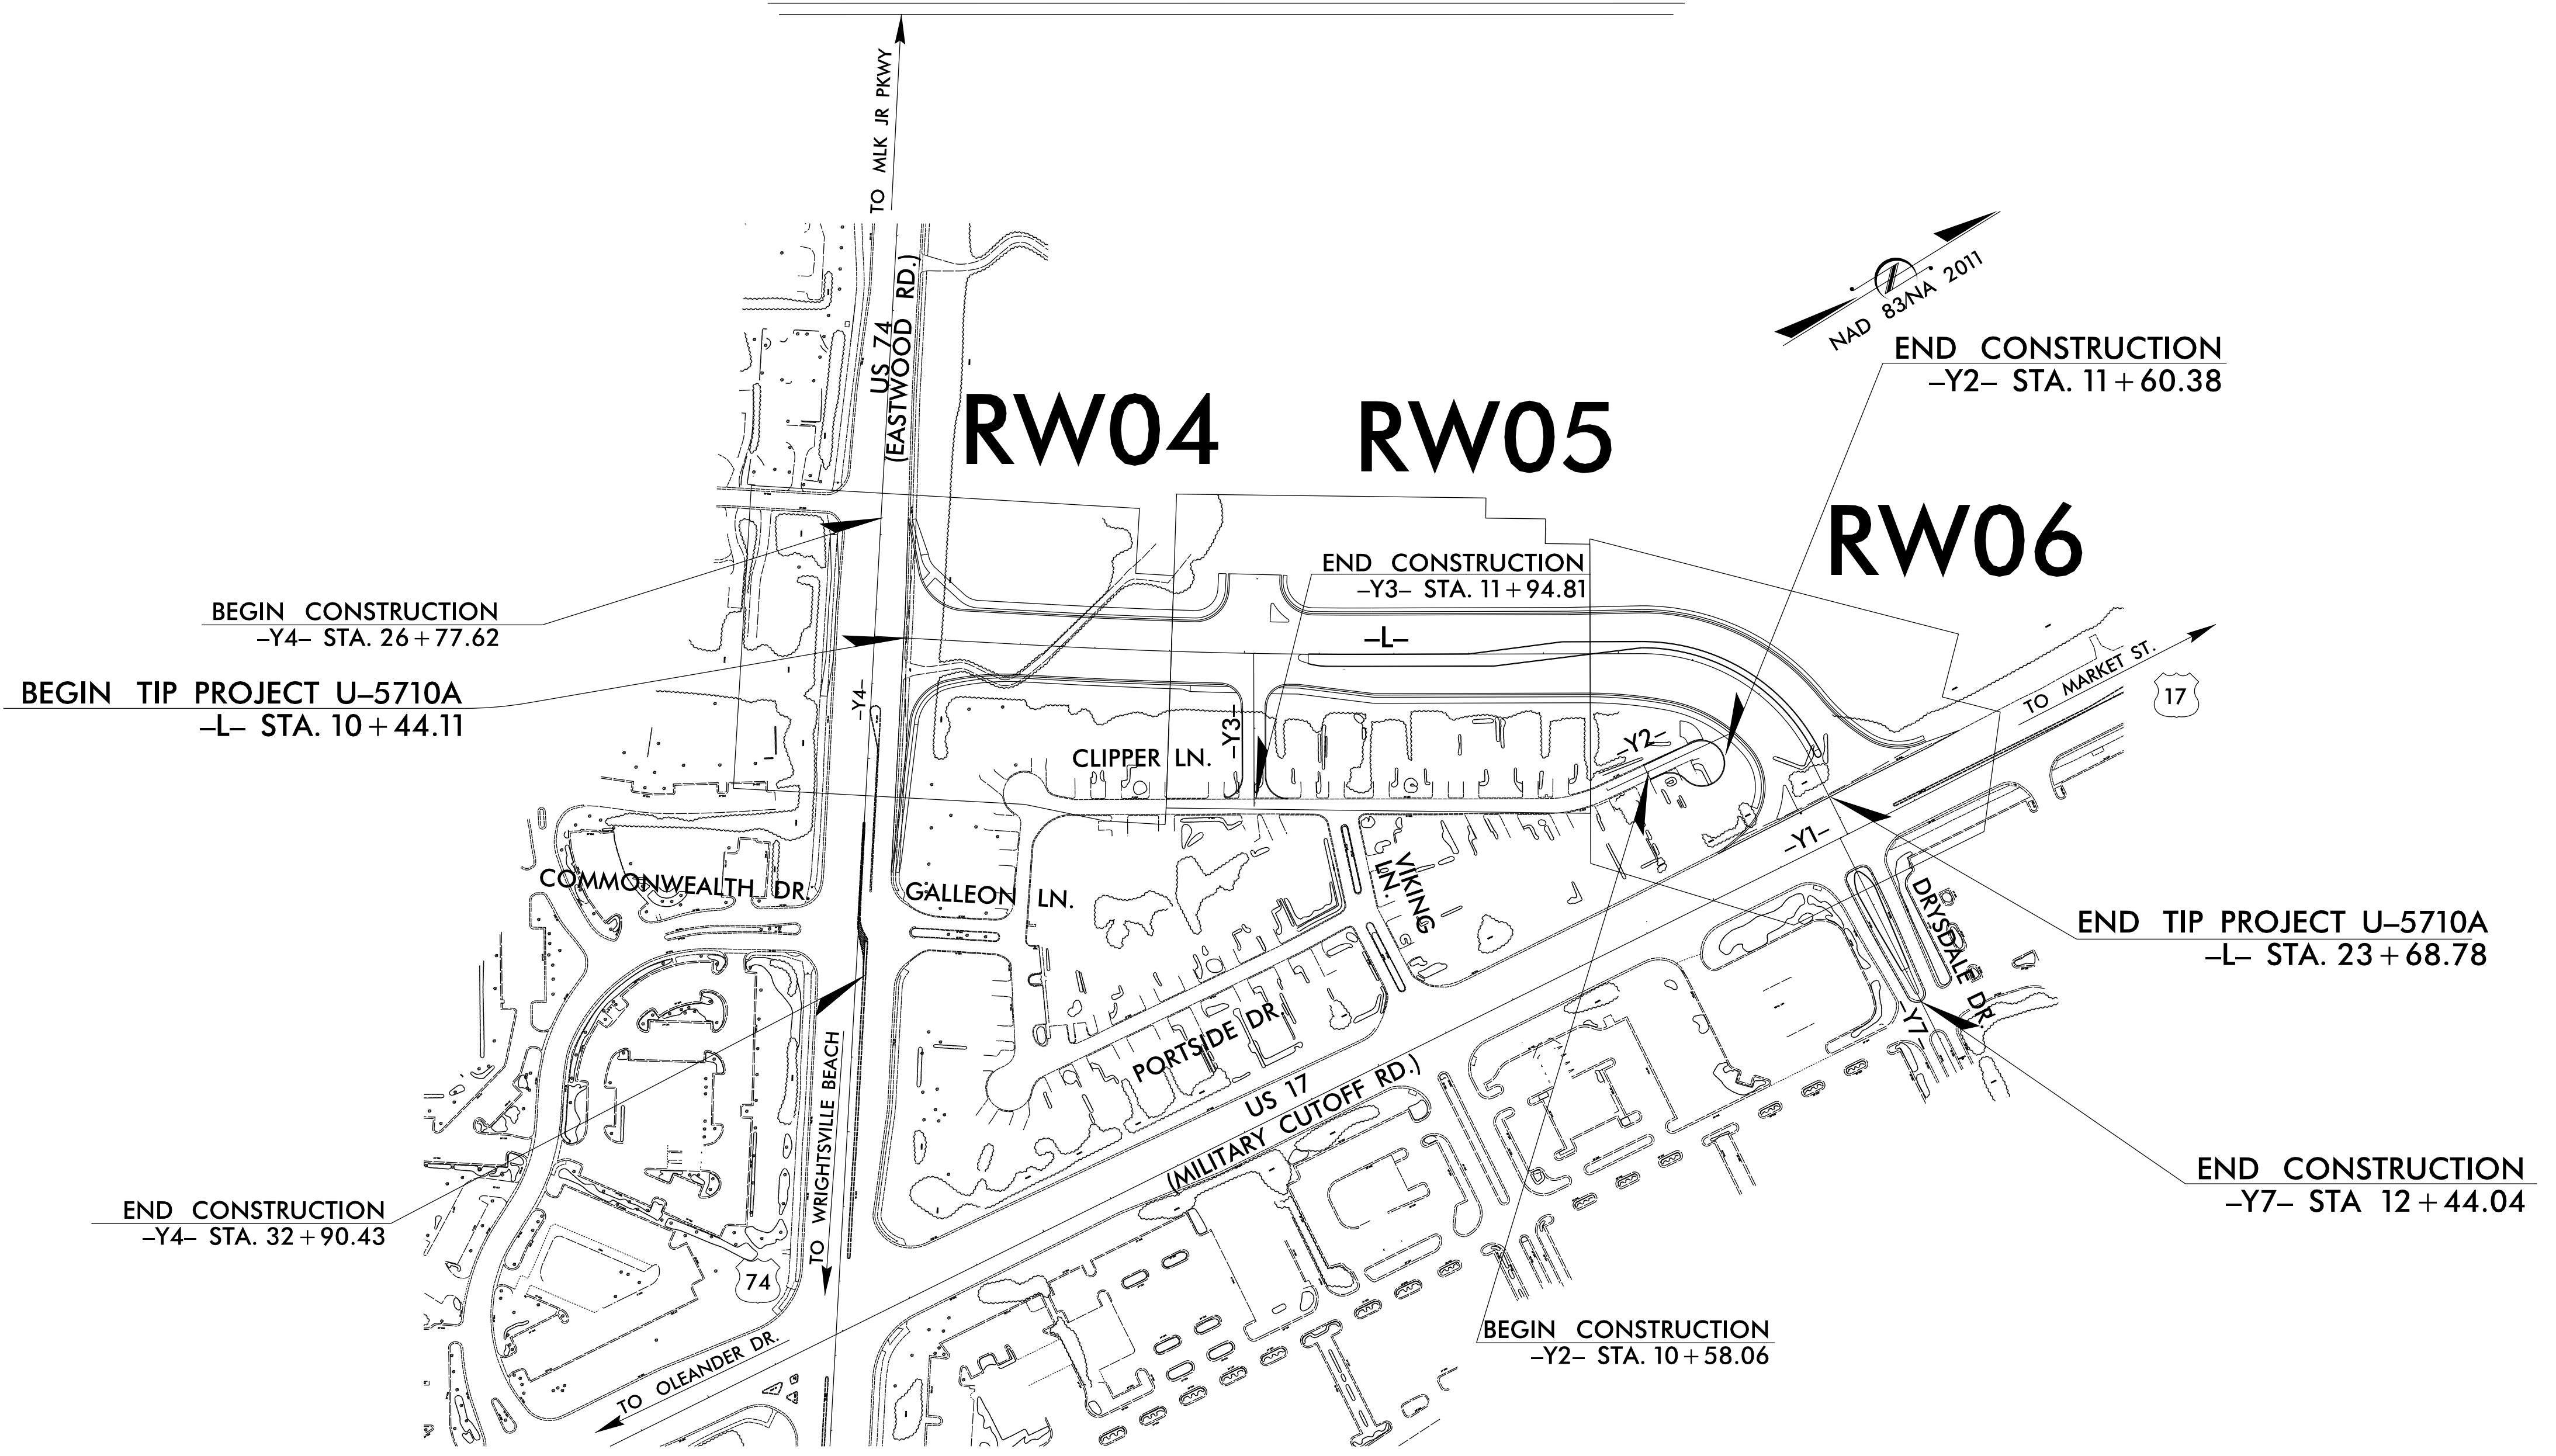 TO MLK JR PKWY
US 74
(EASTWOOD RD.)
NAD 83/NA 2011
END CONSTRUCTION
–Y2– STA. 11+60.38
RW04
RW05
RW06
END CONSTRUCTION
–Y3– STA. 11+94.81
BEGIN CONSTRUCTION
–Y4– STA. 26+77.62
–L–
BEGIN TIP PROJECT U–5710A
–L– STA. 10+44.11
–Y4–
–Y3–
CLIPPER LN.
–Y2–
TO MARKET ST.
17
–Y1–
COMMONWEALTH DR.
GALLEON LN.
VIKING
LN.
DRYSDALE DR.
END TIP PROJECT U–5710A
–L– STA. 23+68.78
–Y7–
PORTSIDE DR.
US 17
(MILITARY CUTOFF RD.)
TO WRIGHTSVILLE BEACH
END CONSTRUCTION
–Y7– STA 12+44.04
END CONSTRUCTION
–Y4– STA. 32+90.43
74
BEGIN CONSTRUCTION
–Y2– STA. 10+58.06
TO OLEANDER DR.